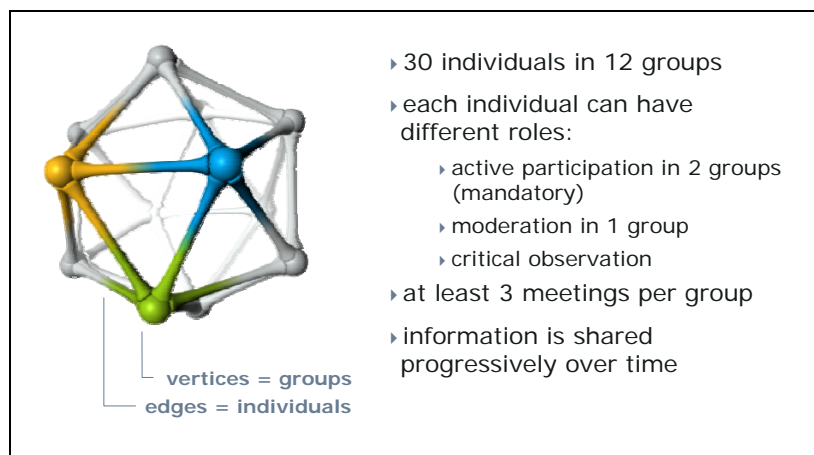 30 individuals in 12 groups
each individual can have
different roles:
active participation in 2 groups
(mandatory)
moderation in 1 group
critical observation
at least 3 meetings per group
information is shared
progressively over time
vertices = groups
edges = individuals